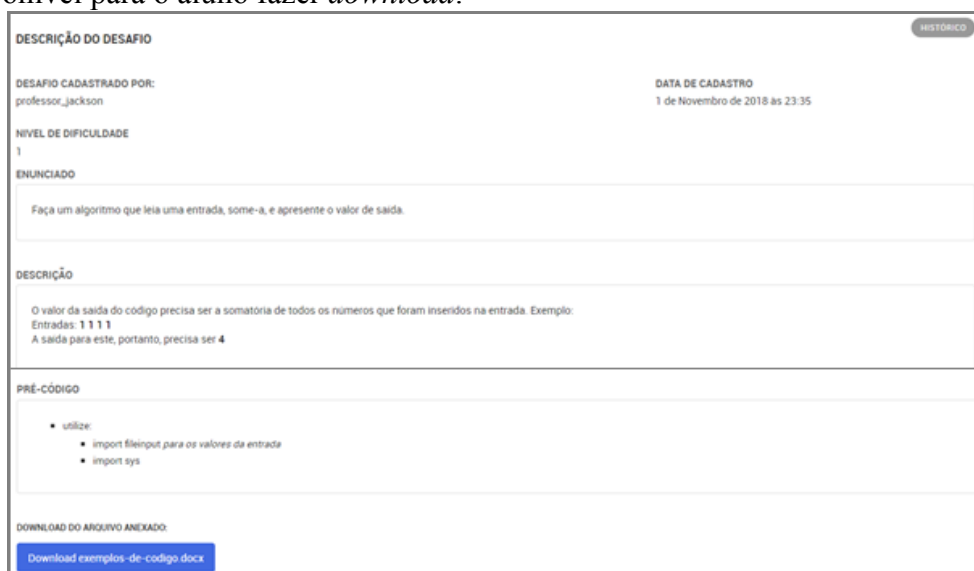 para o aluno fazer download.
DESCRIÇÃO DO DESAFIO
HISTÓRICO
DESAFIO CADASTRADO POR:
professor_jackson
DATA DE CADASTRO
1 de Novembro de 2018 às 23:35
NIVEL DE DIFICULDADE
1
ENUNCIADO
Faça um algoritmo que leia uma entrada, some-a, e apresente o valor de saída.
DESCRIÇÃO
O valor da saída do código precisa ser a somatória de todos os números que foram inseridos na entrada. Exemplo:
Entradas: 1 1 1 1
A saída para este, portanto, precisa ser 4
PRÉ-CÓDIGO
• utilize:
• import fileinput para os valores da entrada
• import sys
DOWNLOAD DO ARQUIVO ANEXADO:
Download exemplos-de-codigo.docx